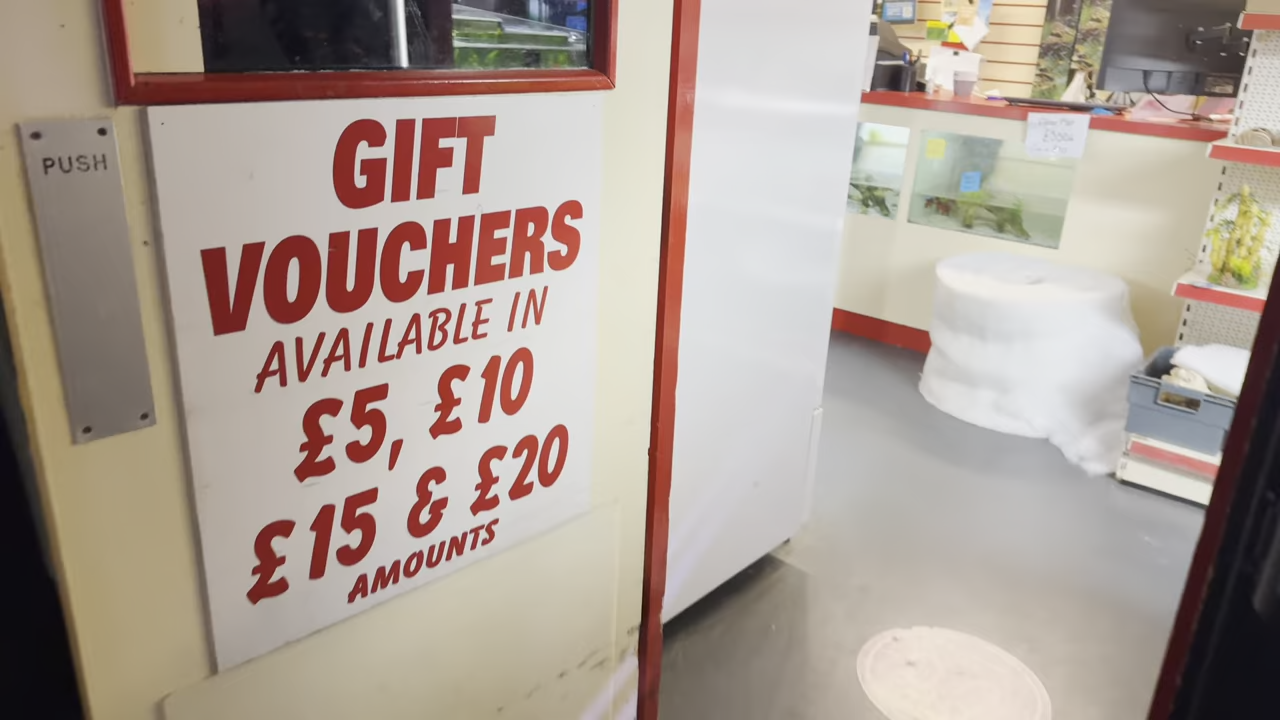 PUSH
GIFT
VOUCHERS
AVAILABLE IN
£5, £10
£15 & £20
AMOUNTS